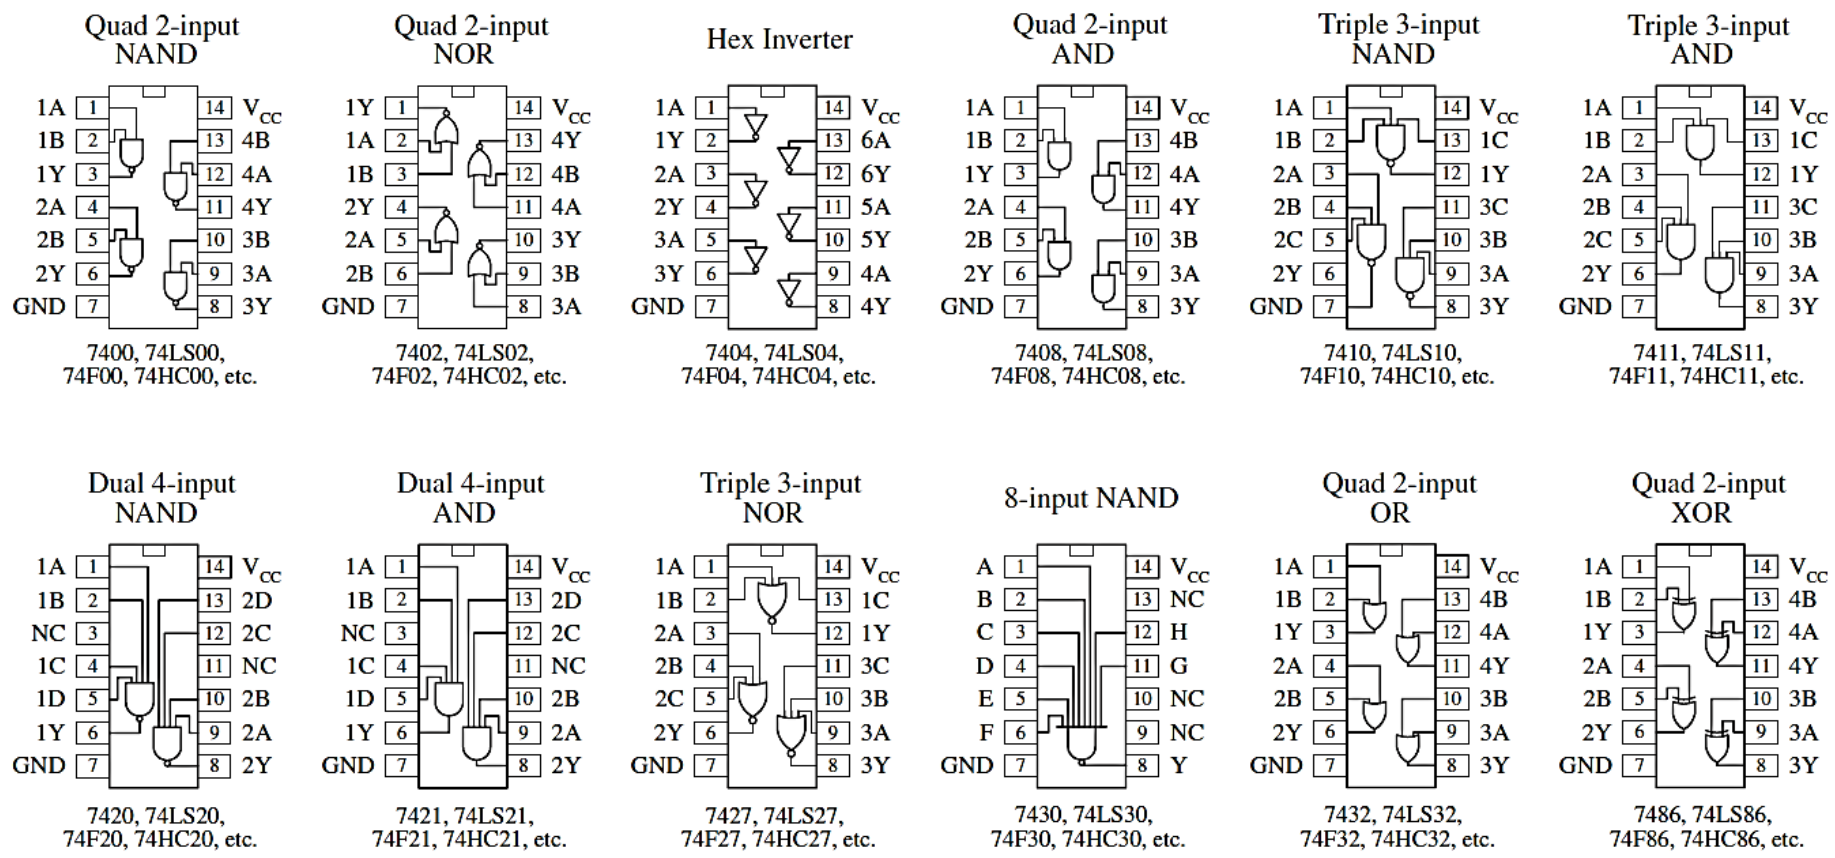 Quad 2-input
NAND
1A 1 14 VCC
1B 2 13 4B
1Y 3 12 4A
2A 4 11 4Y
2B 5 10 3B
2Y 6 9 3A
GND 7 8 3Y
7400, 74LS00,
74F00, 74HC00, etc.
Quad 2-input
NOR
1Y 1 14 VCC
1A 2 13 4Y
1B 3 12 4B
2Y 4 11 4A
2A 5 10 3Y
2B 6 9 3B
GND 7 8 3A
7402, 74LS02,
74F02, 74HC02, etc.
Hex Inverter
1A 1 14 VCC
1Y 2 13 6A
2A 3 12 6Y
2Y 4 11 5A
3A 5 10 5Y
3Y 6 9 4A
GND 7 8 4Y
7404, 74LS04,
74F04, 74HC04, etc.
Quad 2-input
AND
1A 1 14 VCC
1B 2 13 4B
1Y 3 12 4A
2A 4 11 4Y
2B 5 10 3B
2Y 6 9 3A
GND 7 8 3Y
7408, 74LS08,
74F08, 74HC08, etc.
Triple 3-input
NAND
1A 1 14 VCC
1B 2 13 1C
2A 3 12 1Y
2B 4 11 3C
2C 5 10 3B
2Y 6 9 3A
GND 7 8 3Y
7410, 74LS10,
74F10, 74HC10, etc.
Triple 3-input
AND
1A 1 14 VCC
1B 2 13 1C
2A 3 12 1Y
2B 4 11 3C
2C 5 10 3B
2Y 6 9 3A
GND 7 8 3Y
7411, 74LS11,
74F11, 74HC11, etc.
Dual 4-input
NAND
1A 1 14 VCC
1B 2 13 2D
NC 3 12 2C
1C 4 11 NC
1D 5 10 2B
1Y 6 9 2A
GND 7 8 2Y
7420, 74LS20,
74F20, 74HC20, etc.
Dual 4-input
AND
1A 1 14 VCC
1B 2 13 2D
NC 3 12 2C
1C 4 11 NC
1D 5 10 2B
1Y 6 9 2A
GND 7 8 2Y
7421, 74LS21,
74F21, 74HC21, etc.
Triple 3-input
NOR
1A 1 14 VCC
1B 2 13 1C
2A 3 12 1Y
2B 4 11 3C
2C 5 10 3B
2Y 6 9 3A
GND 7 8 3Y
7427, 74LS27,
74F27, 74HC27, etc.
8-input NAND
A 1 14 VCC
B 2 13 NC
C 3 12 H
D 4 11 G
E 5 10 NC
F 6 9 NC
GND 7 8 Y
7430, 74LS30,
74F30, 74HC30, etc.
Quad 2-input
OR
1A 1 14 VCC
1B 2 13 4B
1Y 3 12 4A
2A 4 11 4Y
2B 5 10 3B
2Y 6 9 3A
GND 7 8 3Y
7432, 74LS32,
74F32, 74HC32, etc.
Quad 2-input
XOR
1A 1 14 VCC
1B 2 13 4B
1Y 3 12 4A
2A 4 11 4Y
2B 5 10 3B
2Y 6 9 3A
GND 7 8 3Y
7486, 74LS86,
74F86, 74HC86, etc.